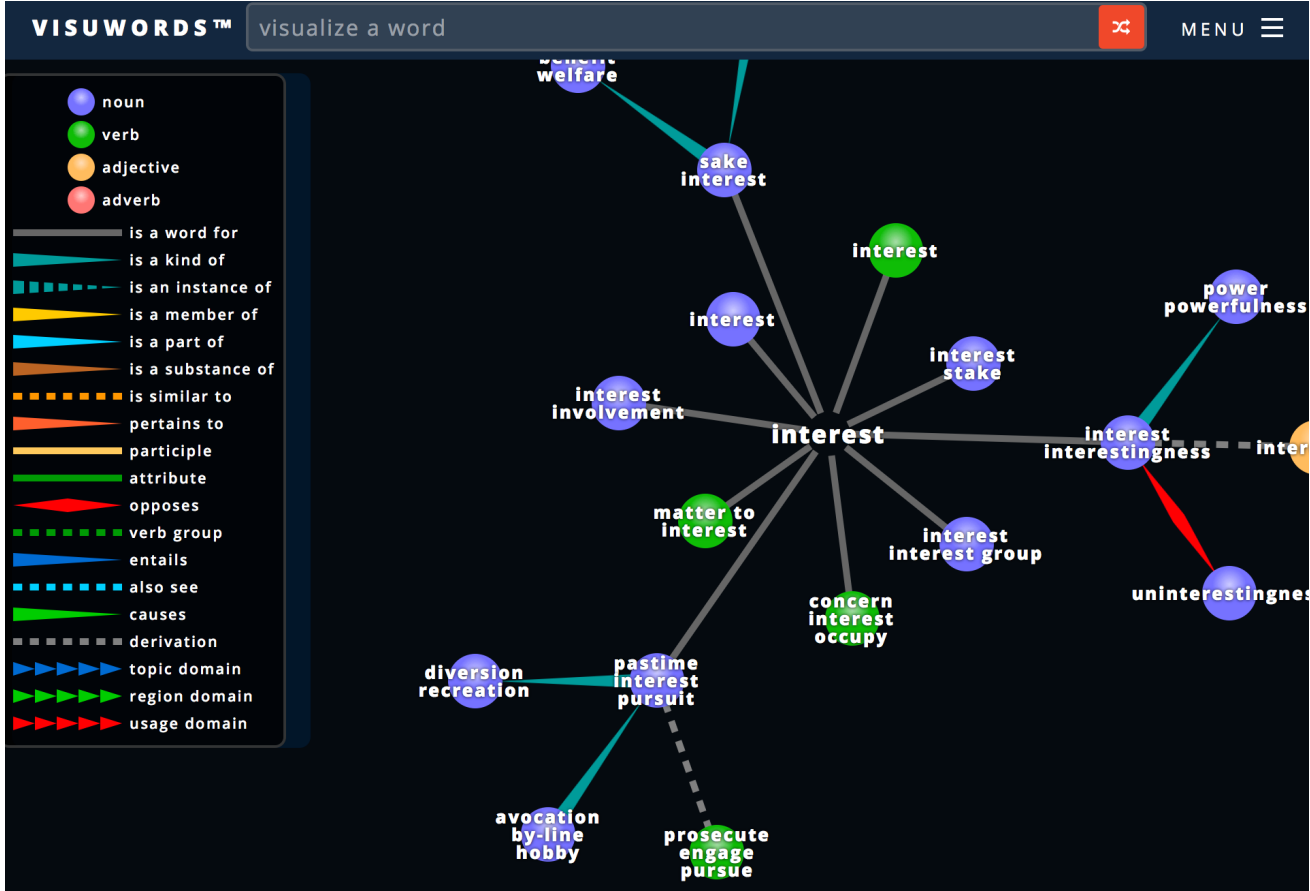 VISUWORDS™
visualize a word
MENU
noun
verb
adjective
adverb
is a word for
is a kind of
is an instance of
is a member of
is a part of
is a substance of
is similar to
pertains to
participle
attribute
opposes
verb group
entails
also see
causes
derivation
topic domain
region domain
usage domain
benefit
welfare
sake
interest
interest
interest
interest
involvement
interest
stake
power
powerfulness
interest
interest
interestingness
inter
matter to
interest
interest
interest group
concern
interest
occupy
uninterestingnes
diversion
recreation
pastime
interest
pursuit
avocation
by-line
hobby
prosecute
engage
pursue